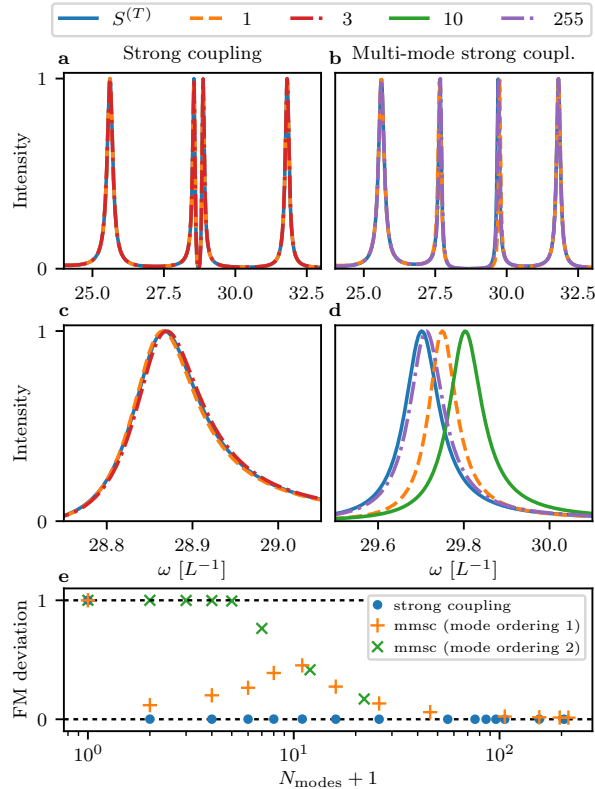 S^(T) 1 3 10 255
a Strong coupling
b Multi-mode strong coupl.
Intensity
1
0
25.0 27.5 30.0 32.5
25.0 27.5 30.0 32.5
Intensity
c
d
1
0
28.8 28.9 29.0
29.6 29.8 30.0
ω [L^-1]
ω [L^-1]
e
FM deviation
1
0
strong coupling
mmsc (mode ordering 1)
mmsc (mode ordering 2)
10^0 10^1 10^2
N_modes + 1